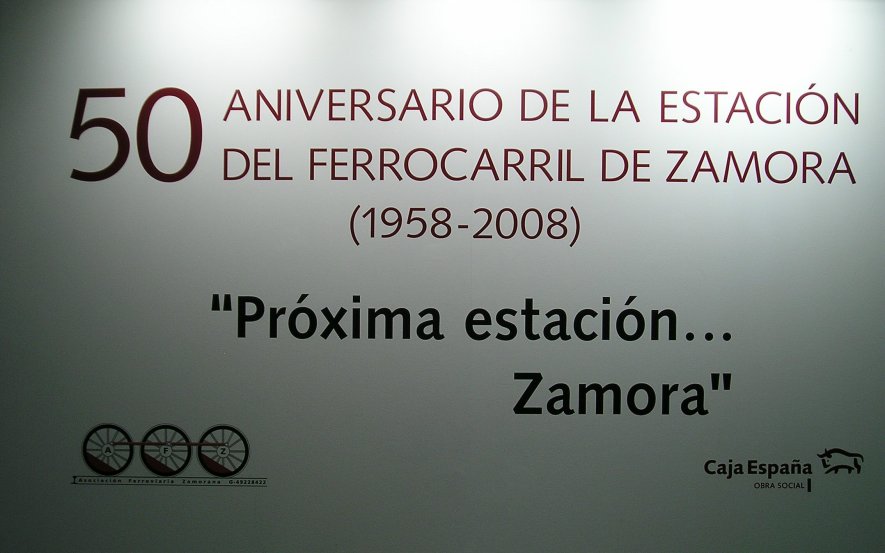 50 ANIVERSARIO DE LA ESTACIÓN
DEL FERROCARRIL DE ZAMORA
(1958-2008)
"Próxima estación...
Zamora"
A F Z
Asociación Ferroviaria Zamorana G:49228422
Caja España
OBRA SOCIAL